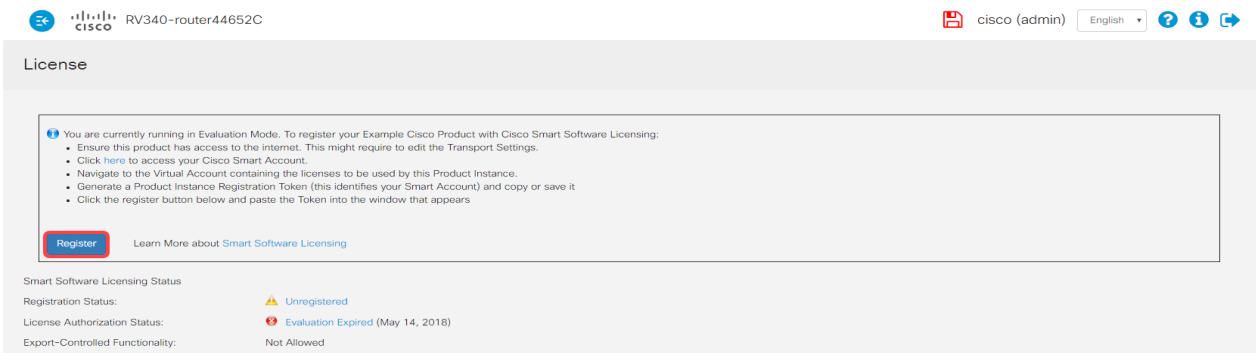 CISCO
RV340-router44652C
cisco (admin)
English
License
You are currently running in Evaluation Mode. To register your Example Cisco Product with Cisco Smart Software Licensing:
Ensure this product has access to the internet. This might require to edit the Transport Settings.
Click here to access your Cisco Smart Account.
Navigate to the Virtual Account containing the licenses to be used by this Product Instance.
Generate a Product Instance Registration Token (this identifies your Smart Account) and copy or save it
Click the register button below and paste the Token into the window that appears
Register
Learn More about Smart Software Licensing
Smart Software Licensing Status
Registration Status: Unregistered
License Authorization Status: Evaluation Expired (May 14, 2018)
Export-Controlled Functionality: Not Allowed